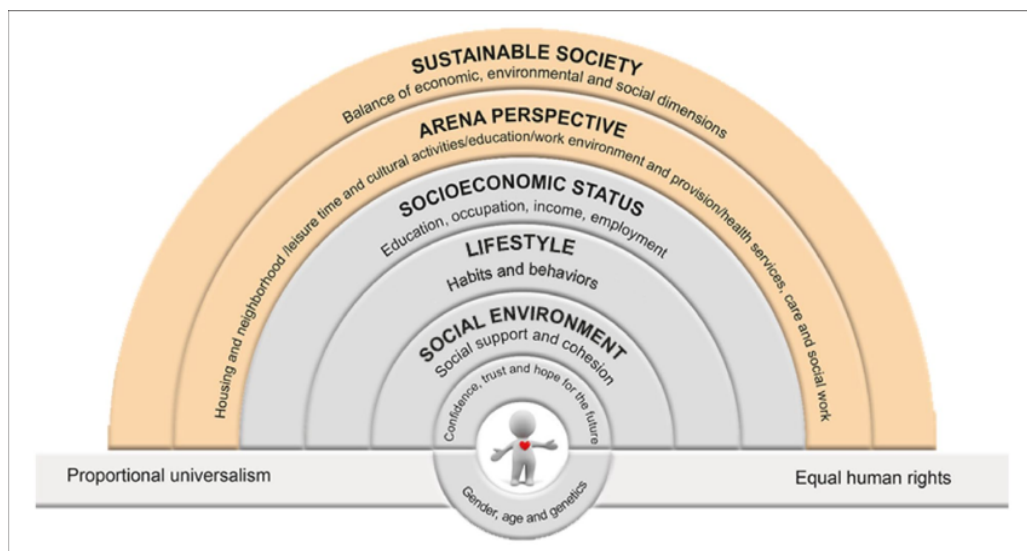 SUSTAINABLE SOCIETY
Balance of economic, environmental and social dimensions
ARENA PERSPECTIVE
Housing and neighborhood /leisure time and cultural activities/education/work environment and provision/health services, care and social work
SOCIOECONOMIC STATUS
Education, occupation, income, employment
LIFESTYLE
Habits and behaviors
SOCIAL ENVIRONMENT
Social support and cohesion
Confidence, trust and hope for the future
Proportional universalism
Equal human rights
Gender, age and genetics